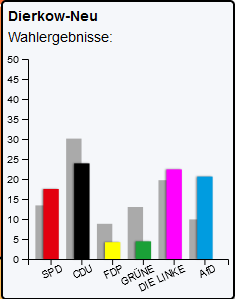 Dierkow-Neu
Wahlergebnisse:
50
45
40
35
30
25
20
15
10
5
0
SPD
CDU
FDP
GRÜNE
DIE LINKE
AfD